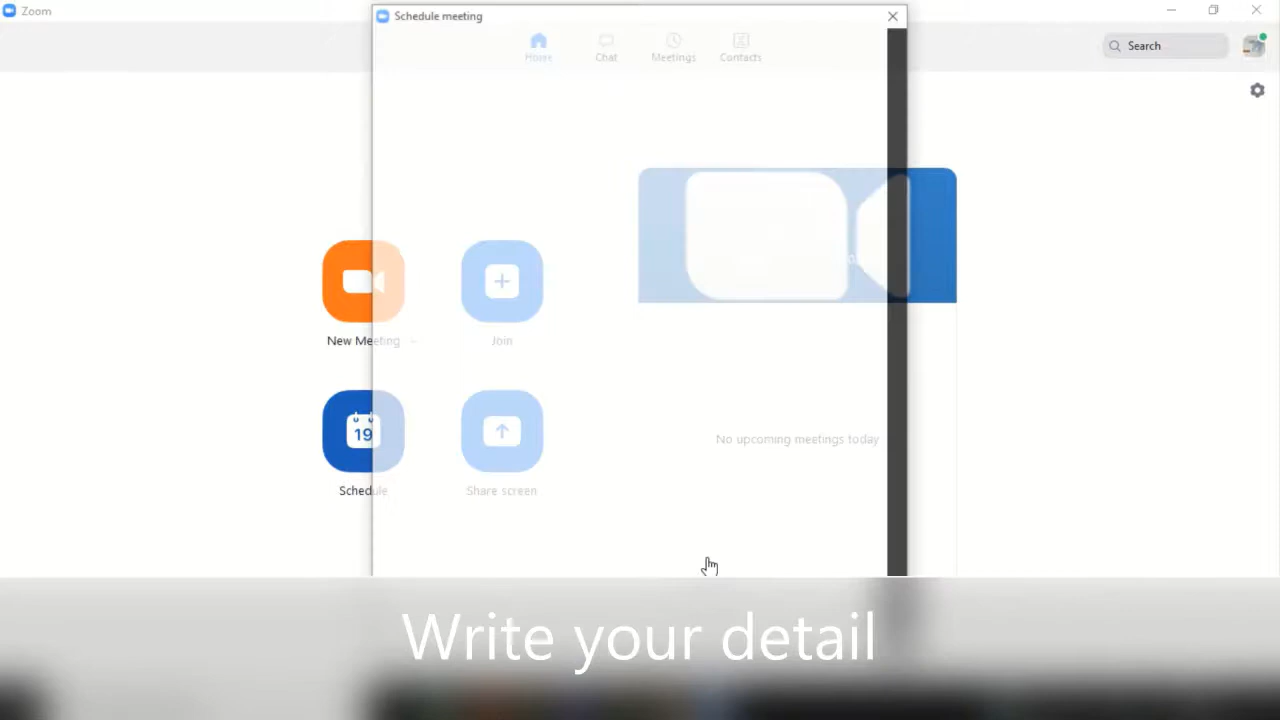 Zoom
Schedule meeting
Home
Chat
Meetings
Contacts
Search
New Meeting
Join
19
Schedule
Share screen
No upcoming meetings today
Write your detail